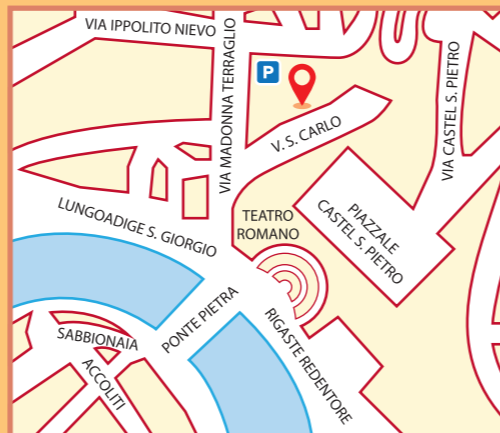 VIA IPPOLITO NIEVO
P
VIA MADONNA TERRAGLIO
V. S. CARLO
VIA CASTEL S. PIETRO
LUNGOADIGE S. GIORGIO
TEATRO
ROMANO
PIAZZALE
CASTEL S. PIETRO
SABBIONAIA
ACCOLITI
PONTE PIETRA
RIGASTE REDENTORE